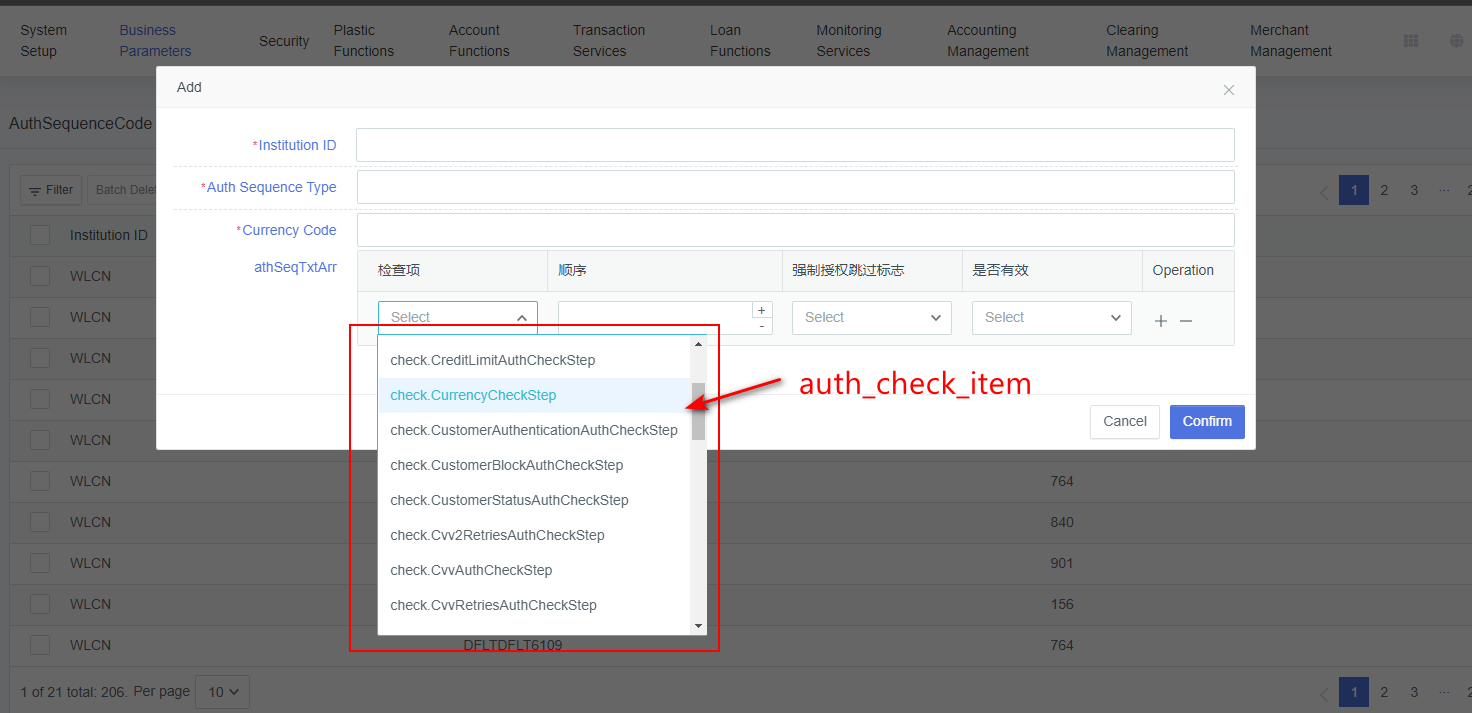 System Setup
Business Parameters
Security
Plastic Functions
Account Functions
Transaction Services
Loan Functions
Monitoring Services
Accounting Management
Clearing Management
Merchant Management
Add
AuthSequenceCode
*Institution ID
*Auth Sequence Type
*Currency Code
Filter
Batch Delet
1 2 3 ··· 2
Institution ID
athSeqTxtArr
检查项 顺序 强制授权跳过标志 是否有效 Operation
Select + - Select Select + −
check.CreditLimitAuthCheckStep
check.CurrencyCheckStep
check.CustomerAuthenticationAuthCheckStep
check.CustomerBlockAuthCheckStep
check.CustomerStatusAuthCheckStep
check.Cvv2RetriesAuthCheckStep
check.CvvAuthCheckStep
check.CvvRetriesAuthCheckStep
auth_check_item
Cancel Confirm
WLCN
WLCN
WLCN
WLCN
WLCN
WLCN 764
WLCN 840
WLCN 901
WLCN 156
WLCN DFLTDFLT6109 764
1 of 21 total: 206. Per page 10
1 2 3 ··· 2